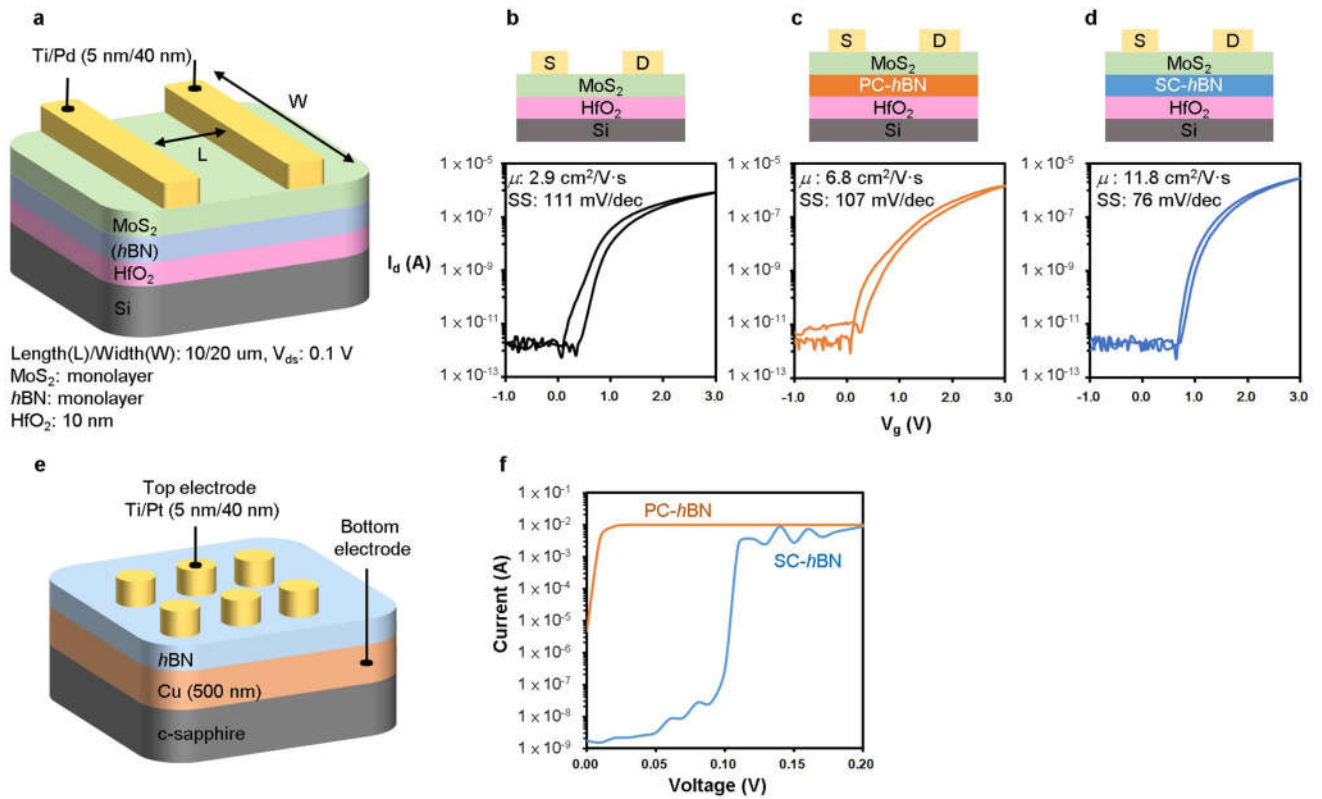 a
Ti/Pd (5 nm/40 nm)
W
L
MoS₂
(hBN)
HfO₂
Si
Length(L)/Width(W): 10/20 um, V_ds: 0.1 V
MoS₂: monolayer
hBN: monolayer
HfO₂: 10 nm
b
S D
MoS₂
HfO₂
Si
1 × 10⁻⁵
1 × 10⁻⁷
1 × 10⁻⁹
1 × 10⁻¹¹
1 × 10⁻¹³
I_d (A)
μ: 2.9 cm²/V·s
SS: 111 mV/dec
-1.0 0.0 1.0 2.0 3.0
c
S D
MoS₂
PC-hBN
HfO₂
Si
1 × 10⁻⁵
1 × 10⁻⁷
1 × 10⁻⁹
1 × 10⁻¹¹
1 × 10⁻¹³
μ : 6.8 cm²/V·s
SS: 107 mV/dec
-1.0 0.0 1.0 2.0 3.0
V_g (V)
d
S D
MoS₂
SC-hBN
HfO₂
Si
1 × 10⁻⁵
1 × 10⁻⁷
1 × 10⁻⁹
1 × 10⁻¹¹
1 × 10⁻¹³
μ : 11.8 cm²/V·s
SS: 76 mV/dec
-1.0 0.0 1.0 2.0 3.0
e
Top electrode
Ti/Pt (5 nm/40 nm)
Bottom
electrode
hBN
Cu (500 nm)
c-sapphire
f
1 × 10⁻¹
1 × 10⁻²
1 × 10⁻³
1 × 10⁻⁴
1 × 10⁻⁵
1 × 10⁻⁶
1 × 10⁻⁷
1 × 10⁻⁸
1 × 10⁻⁹
Current (A)
PC-hBN
SC-hBN
0.00 0.05 0.10 0.15 0.20
Voltage (V)